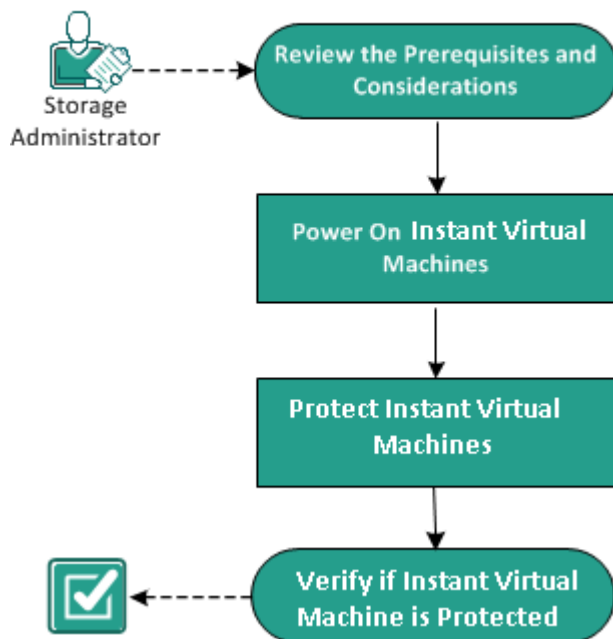 Storage
Administrator
Review the Prerequisites and
Considerations
Power On Instant Virtual
Machines
Protect Instant Virtual
Machines
Verify if Instant Virtual
Machine is Protected